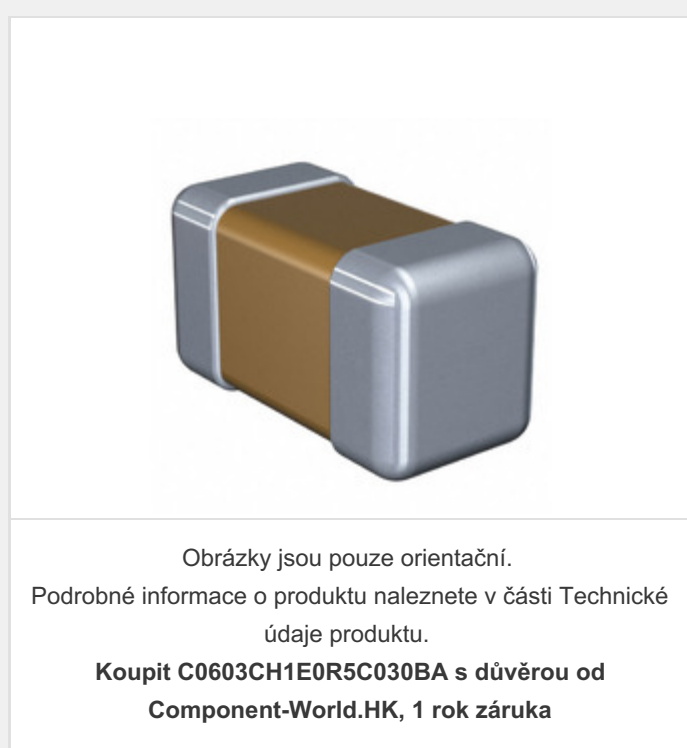 Obrázky jsou pouze orientační.
Podrobné informace o produktu naleznete v části Technické
údaje produktu.
Koupit C0603CH1E0R5C030BA s důvěrou od
Component-World.HK, 1 rok záruka